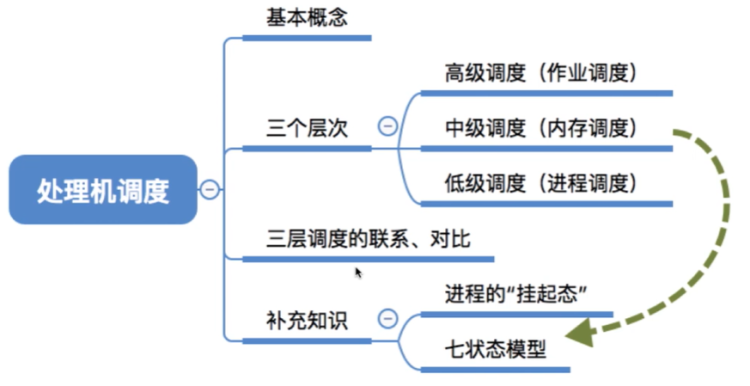 处理机调度
基本概念
三个层次
高级调度（作业调度）
中级调度（内存调度）
低级调度（进程调度）
三层调度的联系、对比
补充知识
进程的“挂起态”
七状态模型